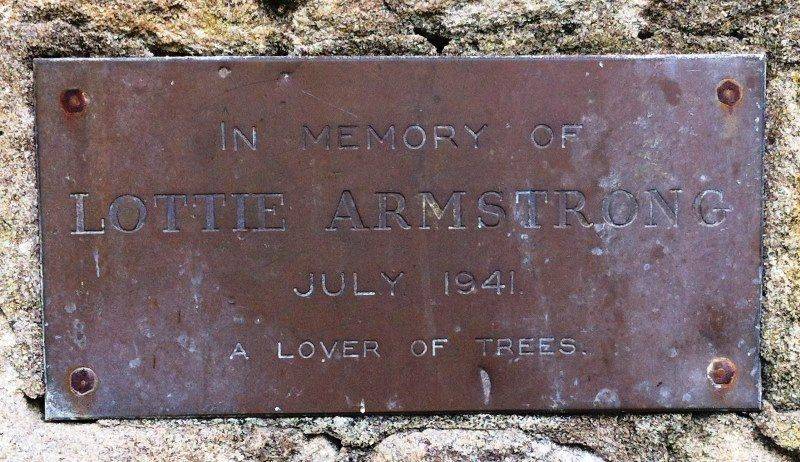 IN MEMORY OF
LOTTIE ARMSTRONG
JULY 1941.
A LOVER OF TREES.